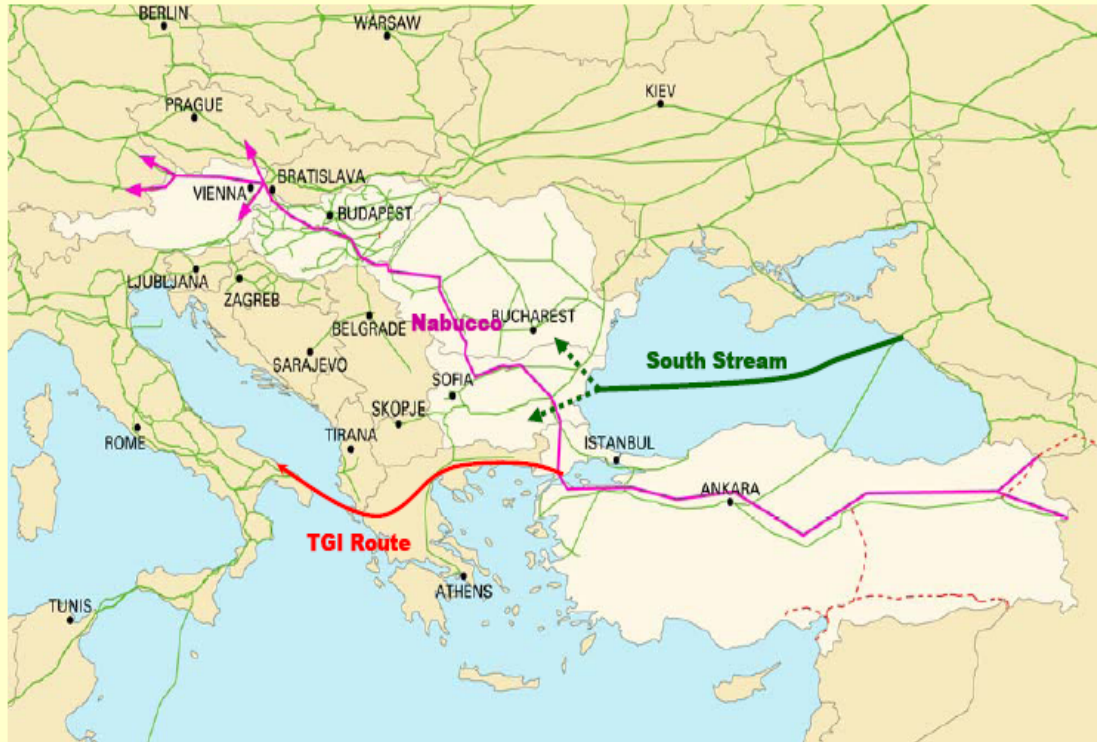 BERLIN
WARSAW
PRAGUE
KIEV
VIENNA
BRATISLAVA
BUDAPEST
LJUBLJANA
ZAGREB
BELGRADE
Nabucco
BUCHAREST
SARAJEVO
South Stream
SOFIA
SKOPJE
ROME
TIRANA
ISTANBUL
ANKARA
TGI Route
ATHENS
TUNIS